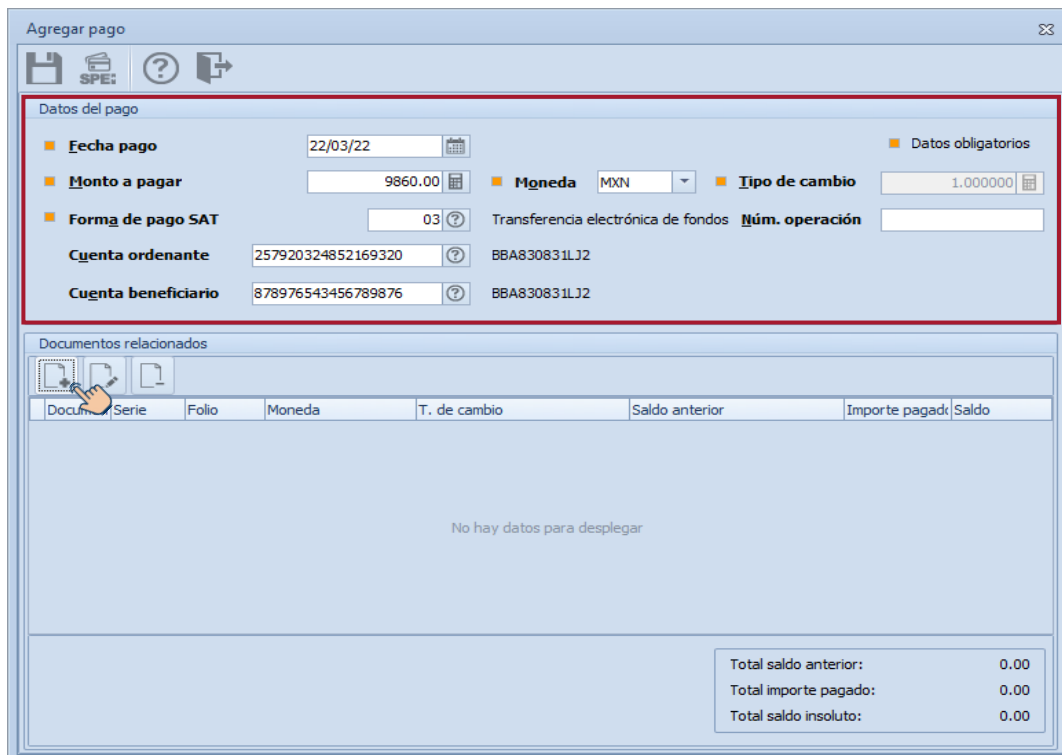 Agregar pago
SPEI
Datos del pago
Fecha pago 22/03/22 Datos obligatorios
Monto a pagar 9860.00 Moneda MXN Tipo de cambio 1.000000
Forma de pago SAT 03 Transferencia electrónica de fondos Núm. operación
Cuenta ordenante 257920324852169320 BBA830831LJ2
Cuenta beneficiario 878976543456789876 BBA830831LJ2
Documentos relacionados
Serie Folio Moneda T. de cambio Saldo anterior Importe Saldo
No hay datos para desplegar
Total saldo anterior: 0.00
Total importe pagado: 0.00
Total saldo insoluto: 0.00